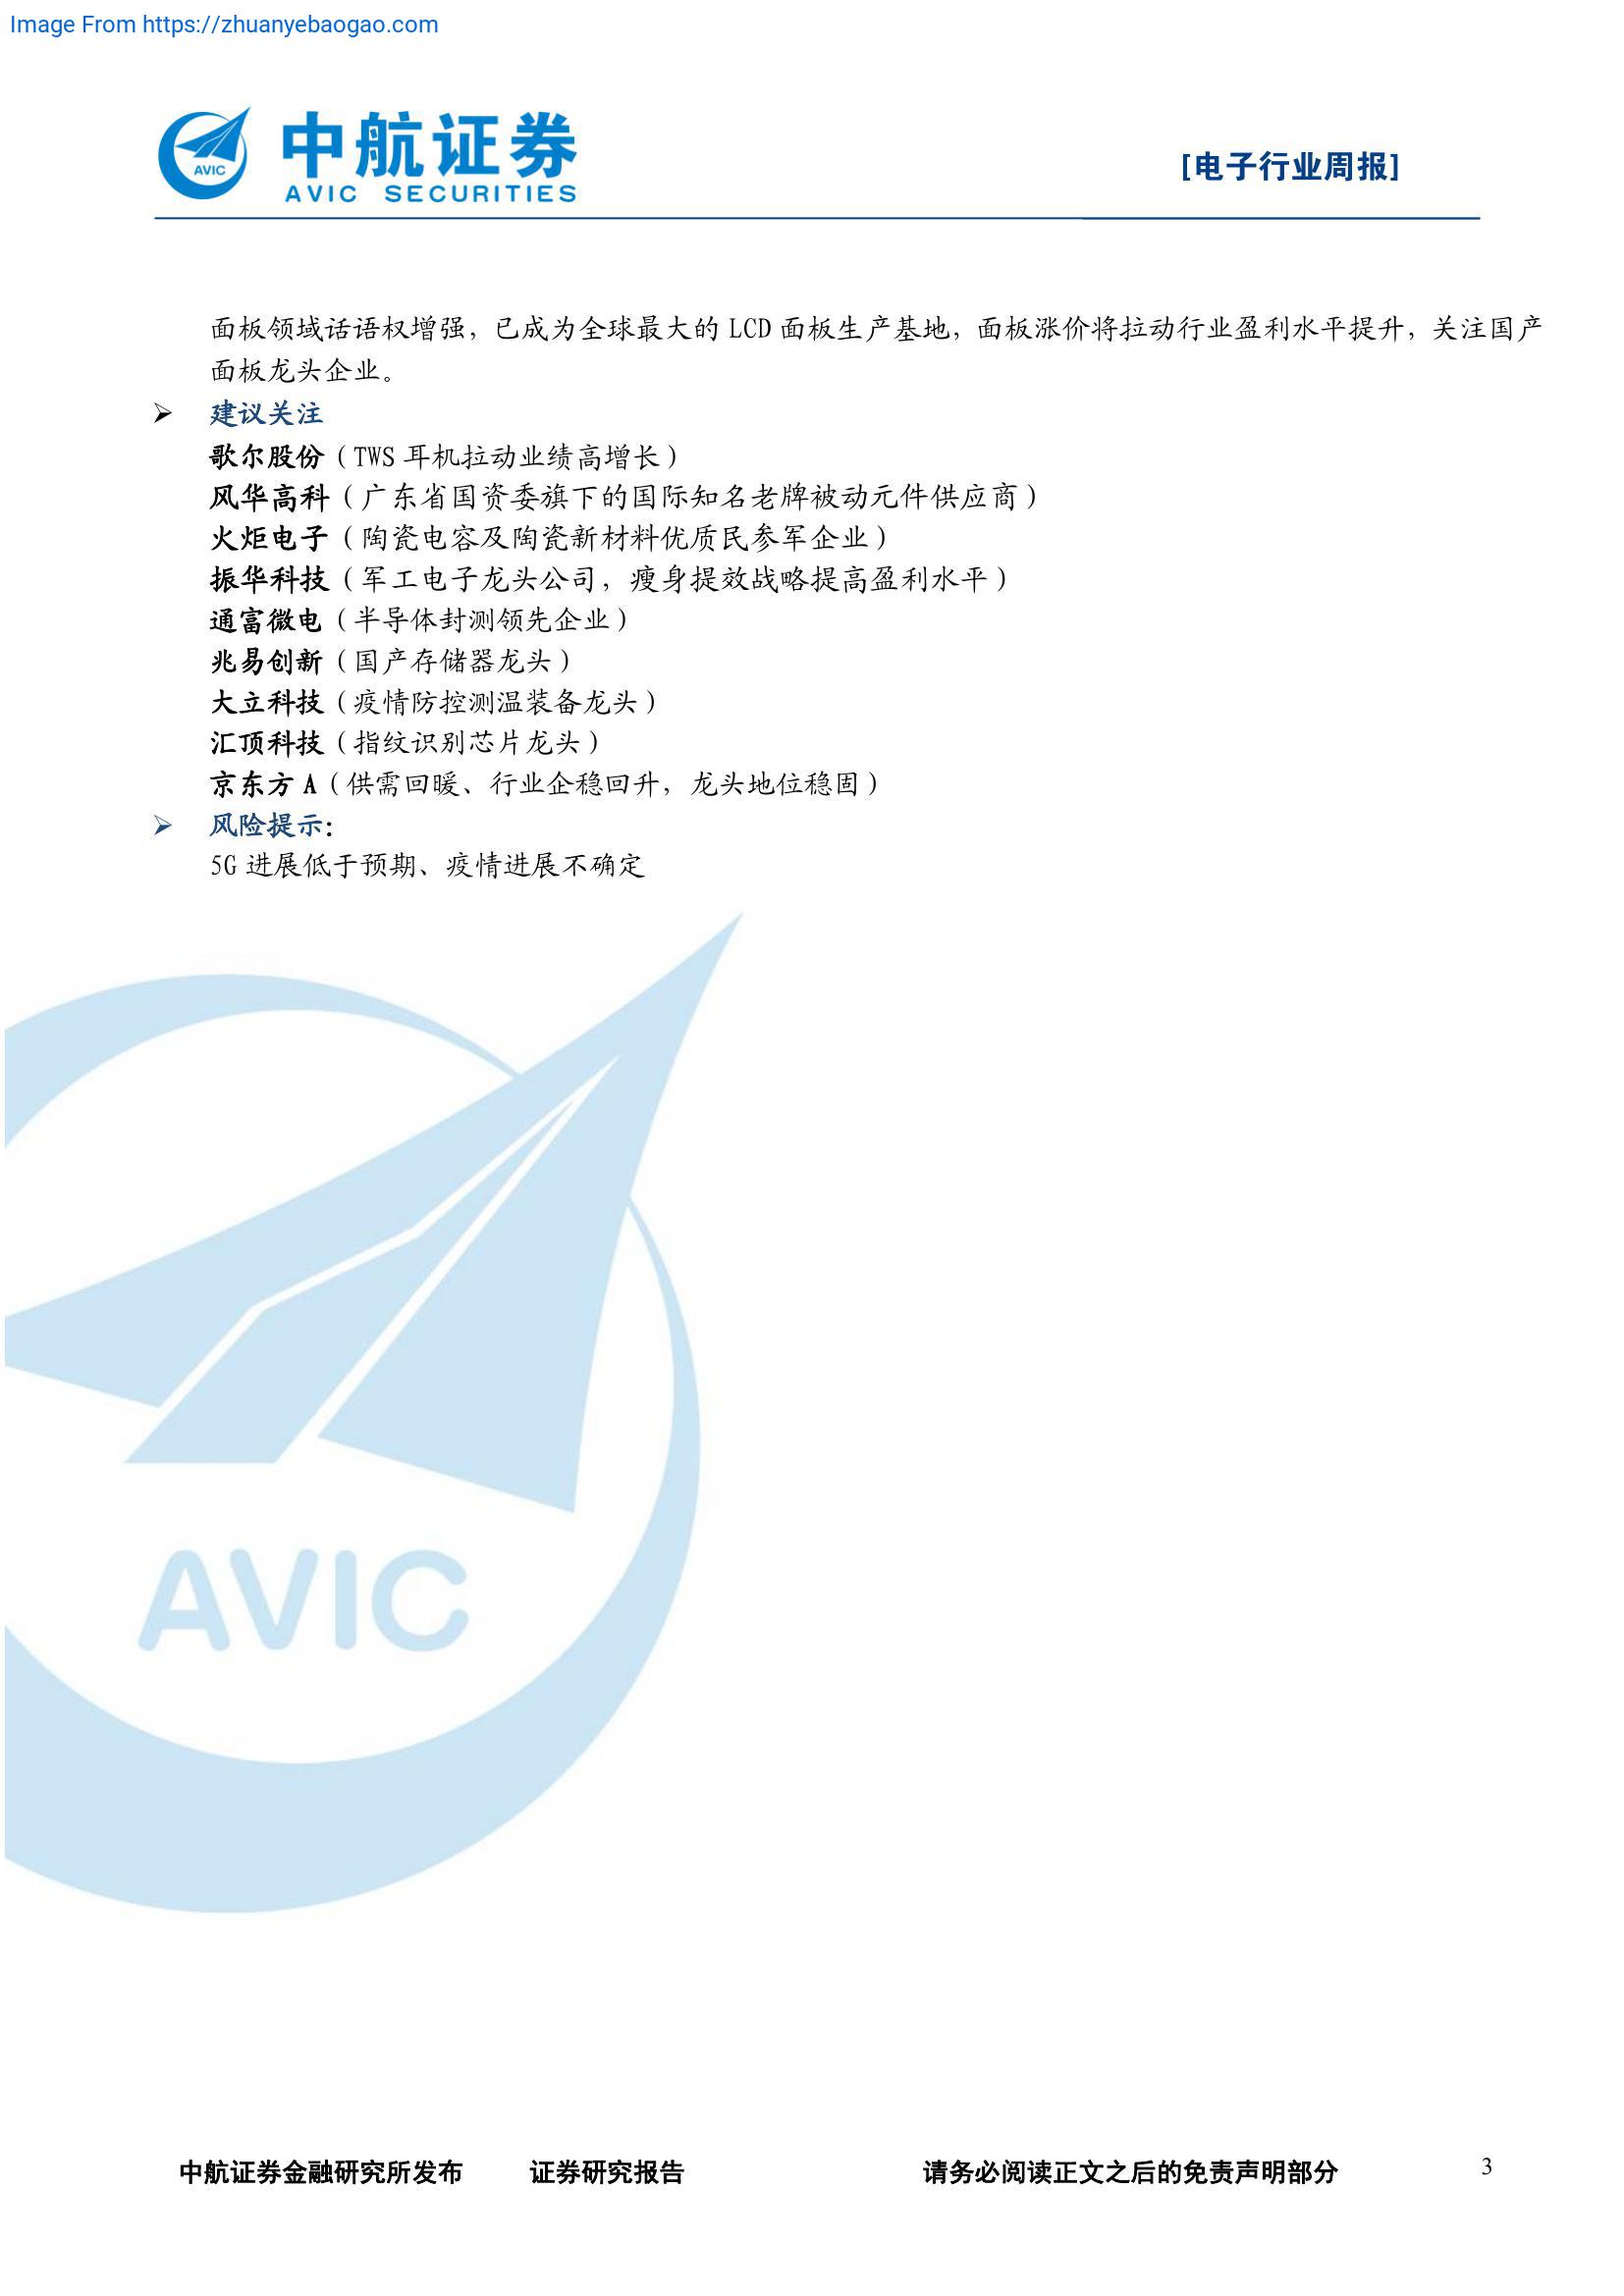 Image From https://zhuanyebaogao.com
AVIC
中航证券
AVIC SECURITIES
[电子行业周报]
面板领域话语权增强，已成为全球最大的 LCD 面板生产基地，面板涨价将拉动行业盈利水平提升，关注国产
面板龙头企业。
➢ 建议关注
歌尔股份（TWS 耳机拉动业绩高增长）
风华高科（广东省国资委旗下的国际知名老牌被动元件供应商）
火炬电子（陶瓷电容及陶瓷新材料优质民参军企业）
振华科技（军工电子龙头公司，瘦身提效战略提高盈利水平）
通富微电（半导体封测领先企业）
兆易创新（国产存储器龙头）
大立科技（疫情防控测温装备龙头）
汇顶科技（指纹识别芯片龙头）
京东方 A（供需回暖、行业企稳回升，龙头地位稳固）
➢ 风险提示：
5G 进展低于预期、疫情进展不确定
AVIC
中航证券金融研究所发布 证券研究报告 请务必阅读正文之后的免责声明部分 3